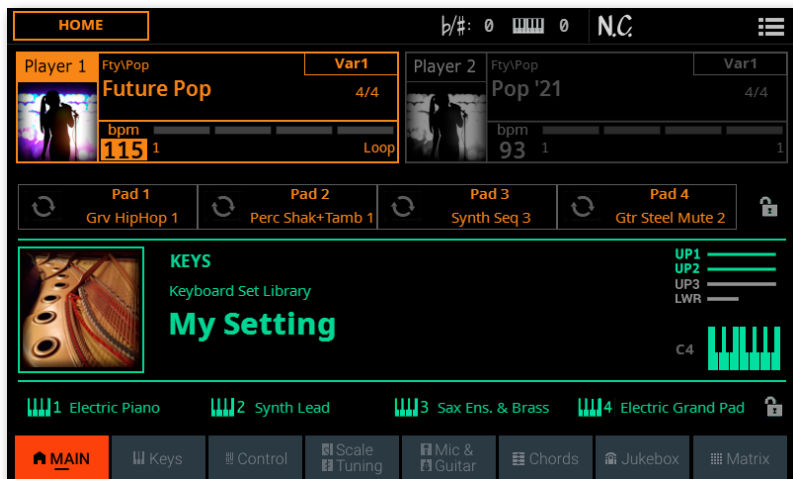 HOME
b/#: 0 0 N.C.
Player 1 Fty\Pop Var1
Future Pop
4/4
bpm
115 1 Loop
Player 2 Fty\Pop Var1
Pop '21
4/4
bpm
93 1 1
Pad 1
Grv HipHop 1
Pad 2
Perc Shak+Tamb 1
Pad 3
Synth Seq 3
Pad 4
Gtr Steel Mute 2
KEYS
Keyboard Set Library
My Setting
UP1
UP2
UP3
LWR
C4
1 Electric Piano
2 Synth Lead
3 Sax Ens. & Brass
4 Electric Grand Pad
MAIN
Keys
Control
Scale
Tuning
Mic &
Guitar
Chords
Jukebox
Matrix